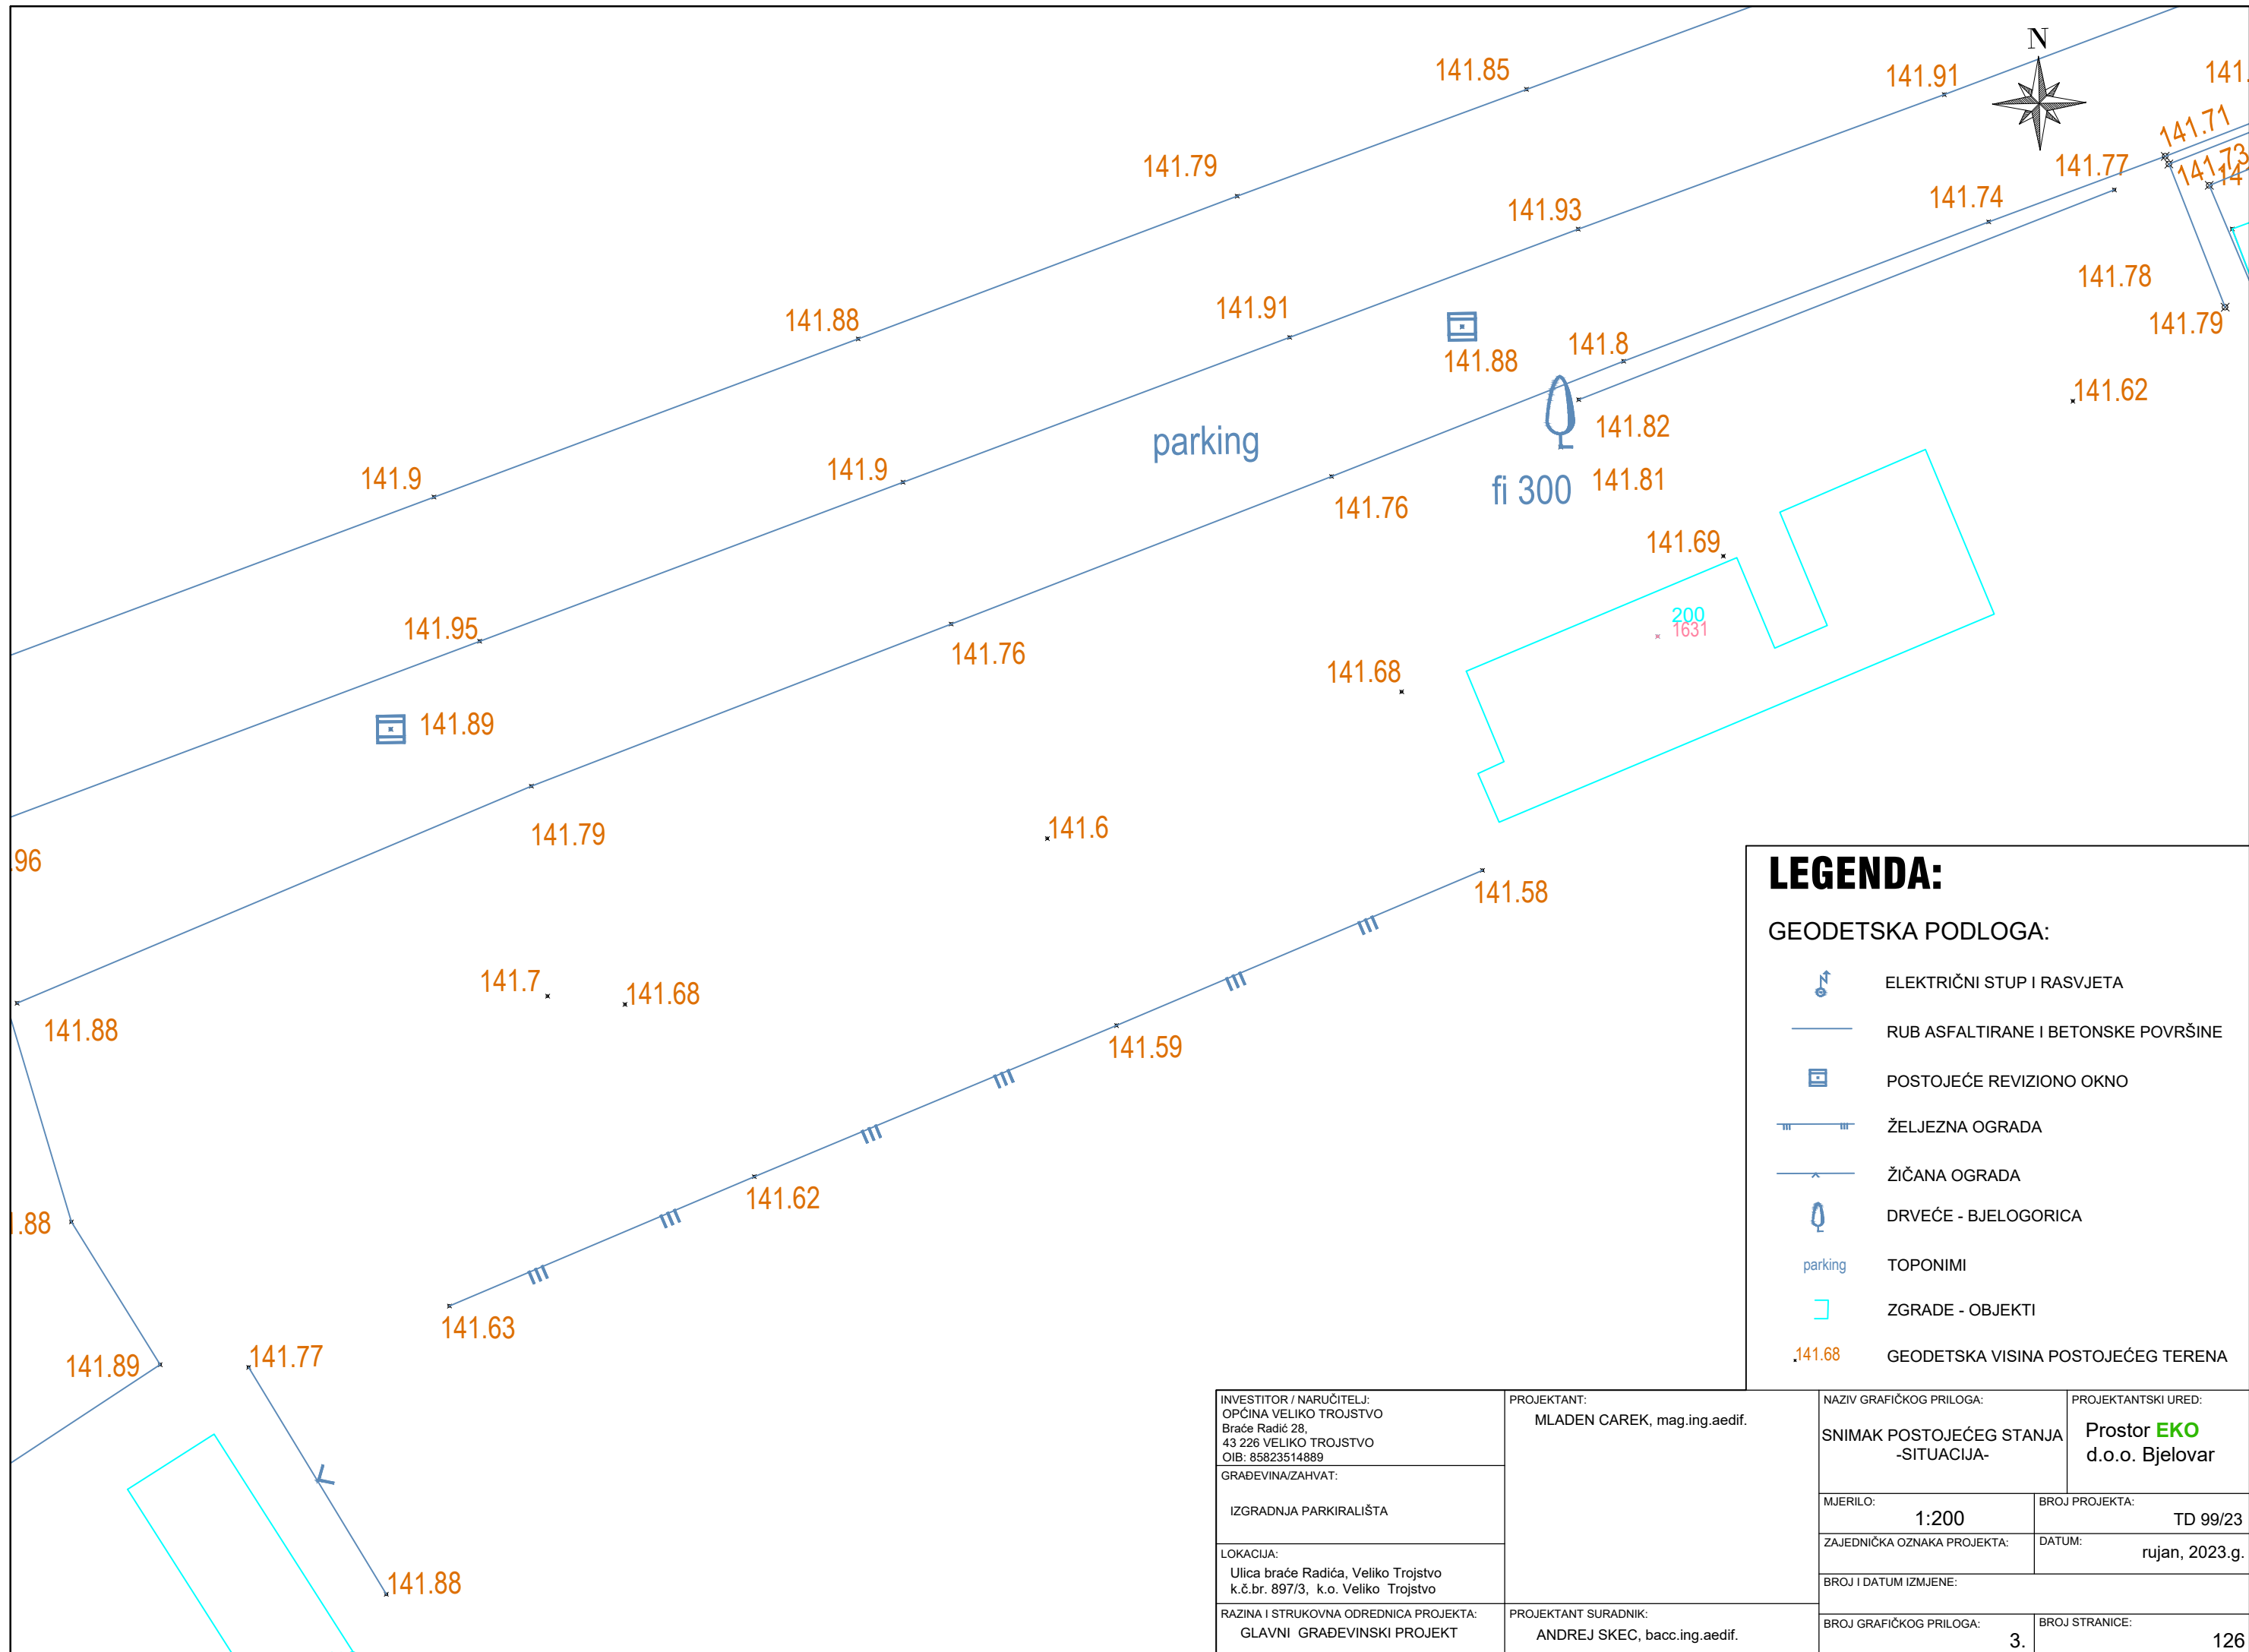 N
141.85
141.91
141.
141.71
141.79
141.77
141.73
14
141.93
141.74
141.78
141.88
141.91
141.79
141.88
141.8
141.62
parking
141.82
141.9
141.9
fi 300
141.81
141.76
141.69
200
1631
141.95
141.76
141.68
141.89
141.79
141.6
.96
141.58
141.7
141.68
141.88
141.59
141.62
.88
141.63
141.89
141.77
141.88
LEGENDA:
GEODETSKA PODLOGA:
ELEKTRIČNI STUP I RASVJETA
RUB ASFALTIRANE I BETONSKE POVRŠINE
POSTOJEĆE REVIZIONO OKNO
ŽELJEZNA OGRADA
ŽIČANA OGRADA
DRVEĆE - BJELOGORICA
parking TOPONIMI
ZGRADE - OBJEKTI
141.68 GEODETSKA VISINA POSTOJEĆEG TERENA
INVESTITOR / NARUČITELJ:
OPĆINA VELIKO TROJSTVO
Braće Radić 28,
43 226 VELIKO TROJSTVO
OIB: 85823514889
GRAĐEVINA/ZAHVAT:
IZGRADNJA PARKIRALIŠTA
LOKACIJA:
Ulica braće Radića, Veliko Trojstvo
k.č.br. 897/3, k.o. Veliko Trojstvo
RAZINA I STRUKOVNA ODREDNICA PROJEKTA:
GLAVNI GRAĐEVINSKI PROJEKT
PROJEKTANT:
MLADEN CAREK, mag.ing.aedif.
PROJEKTANT SURADNIK:
ANDREJ SKEC, bacc.ing.aedif.
NAZIV GRAFIČKOG PRILOGA:
SNIMAK POSTOJEĆEG STANJA
-SITUACIJA-
PROJEKTANTSKI URED:
Prostor EKO
d.o.o. Bjelovar
MJERILO:
1:200
BROJ PROJEKTA:
TD 99/23
ZAJEDNIČKA OZNAKA PROJEKTA:
DATUM:
rujan, 2023.g.
BROJ I DATUM IZMJENE:
BROJ GRAFIČKOG PRILOGA:
3.
BROJ STRANICE:
126